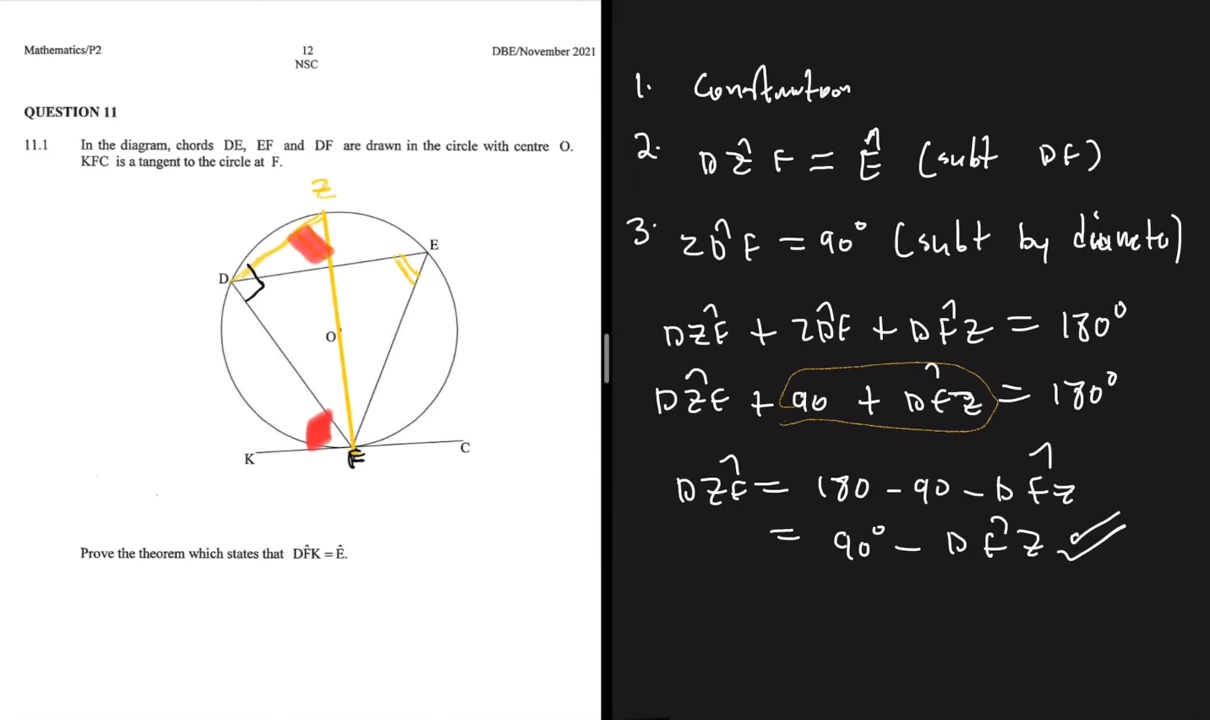 Mathematics/P2 12 DBE/November 2021
NSC
QUESTION 11
11.1 In the diagram, chords DE, EF and DF are drawn in the circle with centre O.
KFC is a tangent to the circle at F.
Z
E
D
O
K F C
Prove the theorem which states that DF̂K = Ê.
1. Construction
2. DẐF = Ê (subt DF)
3. ZD̂F = 90° (subt by diameter)
DẐF + ZD̂F + DF̂Z = 180°
DẐF + 90 + DF̂Z = 180°
DẐF = 180 - 90 - DF̂Z
= 90° - DF̂Z